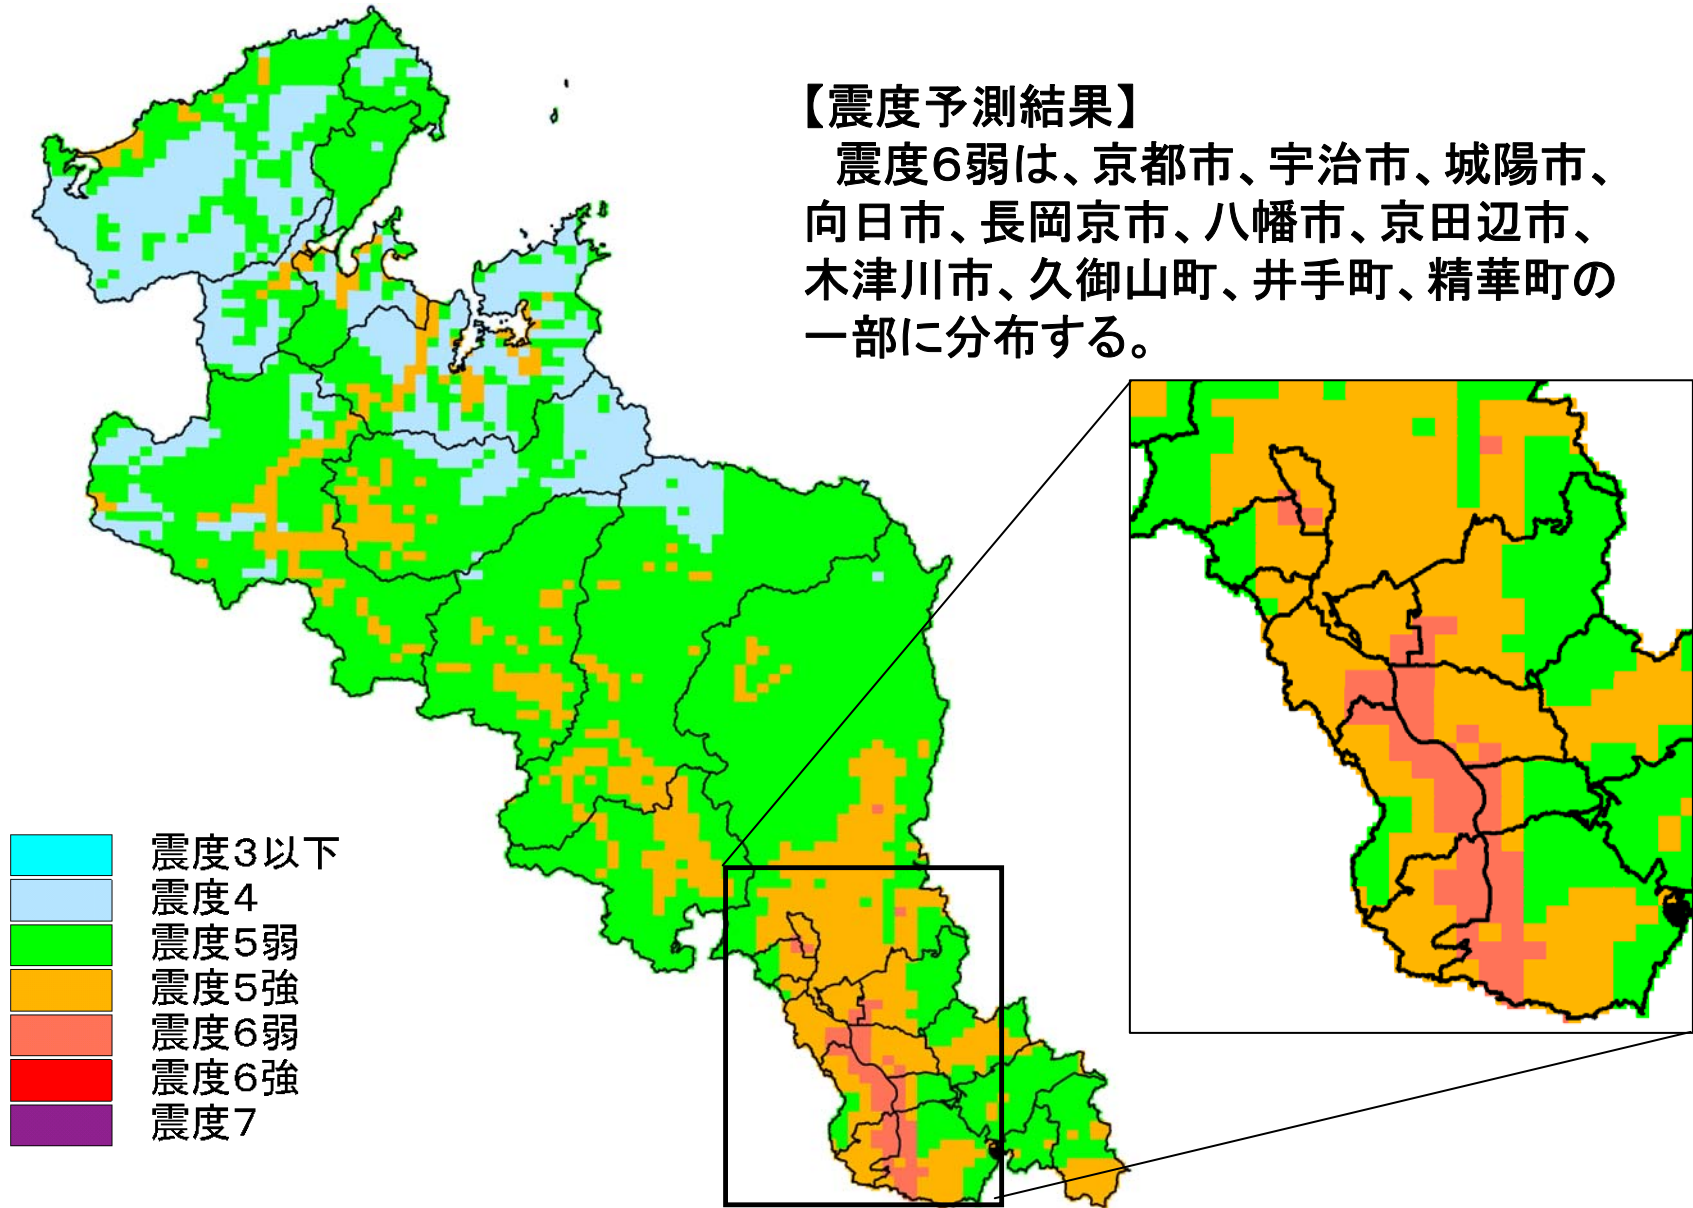 【震度予測結果】
震度6弱は、京都市、宇治市、城陽市、
向日市、長岡京市、八幡市、京田辺市、
木津川市、久御山町、井手町、精華町の
一部に分布する。
震度3以下
震度4
震度5弱
震度5強
震度6弱
震度6強
震度7